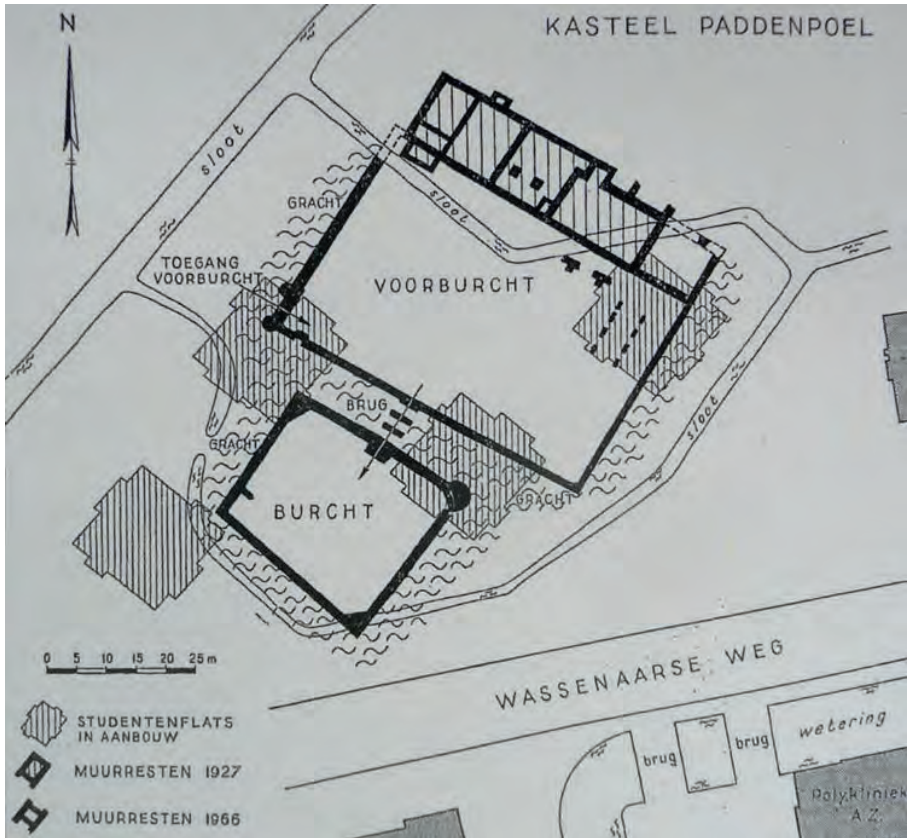 N
KASTEEL PADDENPOEL
sloot
GRACHT
sloot
TOEGANG
VOORBURCHT
VOORBURCHT
BRUG
GRACHT
GRACHT
BURCHT
sloot
0 5 10 15 20 25 m
WASSENAARSE WEG
STUDENTENFLATS
IN AANBOUW
MUURRESTEN 1927
MUURRESTEN 1966
brug
brug
wetering
Polykliniek
A.Z.